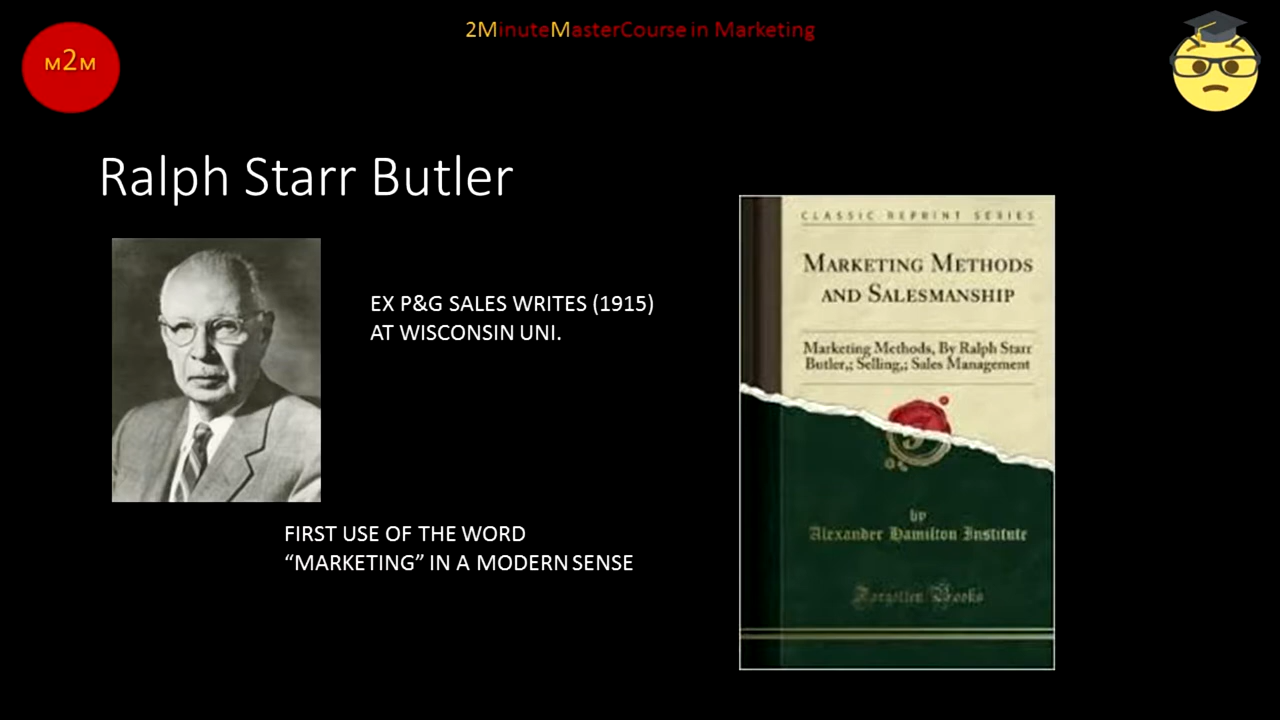 2MinuteMasterCourse in Marketing
M2M
Ralph Starr Butler
EX P&G SALES WRITES (1915)
AT WISCONSIN UNI.
FIRST USE OF THE WORD
“MARKETING” IN A MODERN SENSE
CLASSIC REPRINT SERIES
MARKETING METHODS
AND SALESMANSHIP
Marketing Methods, By Ralph Starr
Butler,; Selling,; Sales Management
by
Alexander Hamilton Institute
Forgotten Books